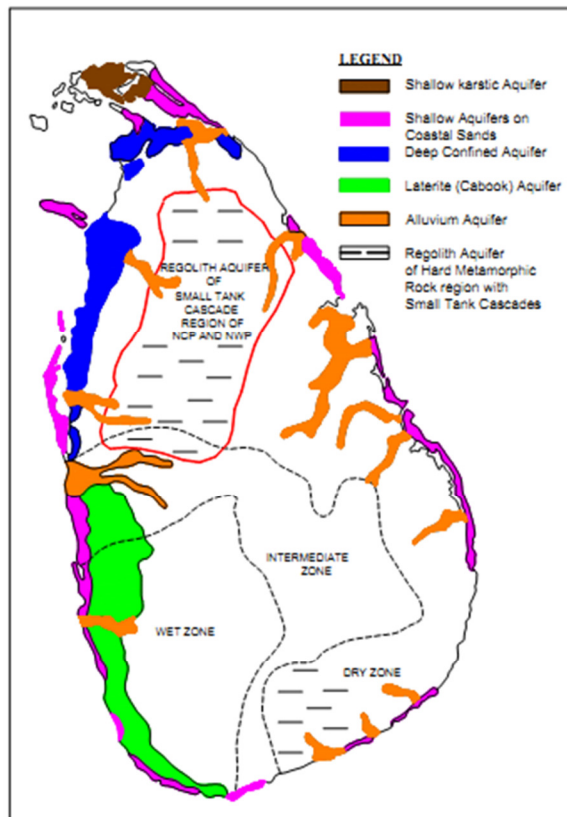 LEGEND
Shallow karstic Aquifer
Shallow Aquifers on
Coastal Sands
Deep Confined Aquifer
Laterite (Cabook) Aquifer
Alluvium Aquifer
Regolith Aquifer
of Hard Metamorphic
Rock region with
Small Tank Cascades
REGOLITH AQUIFER
OF
SMALL TANK
CASCADE
REGION OF
NCP AND NWP
INTERMEDIATE
ZONE
WET ZONE
DRY ZONE